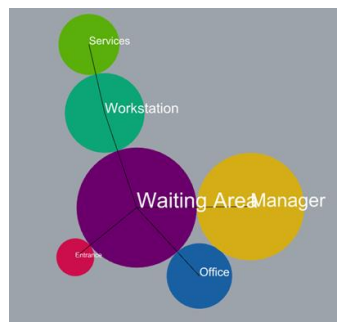 Services
Workstation
Waiting Area
Manager
Entrance
Office